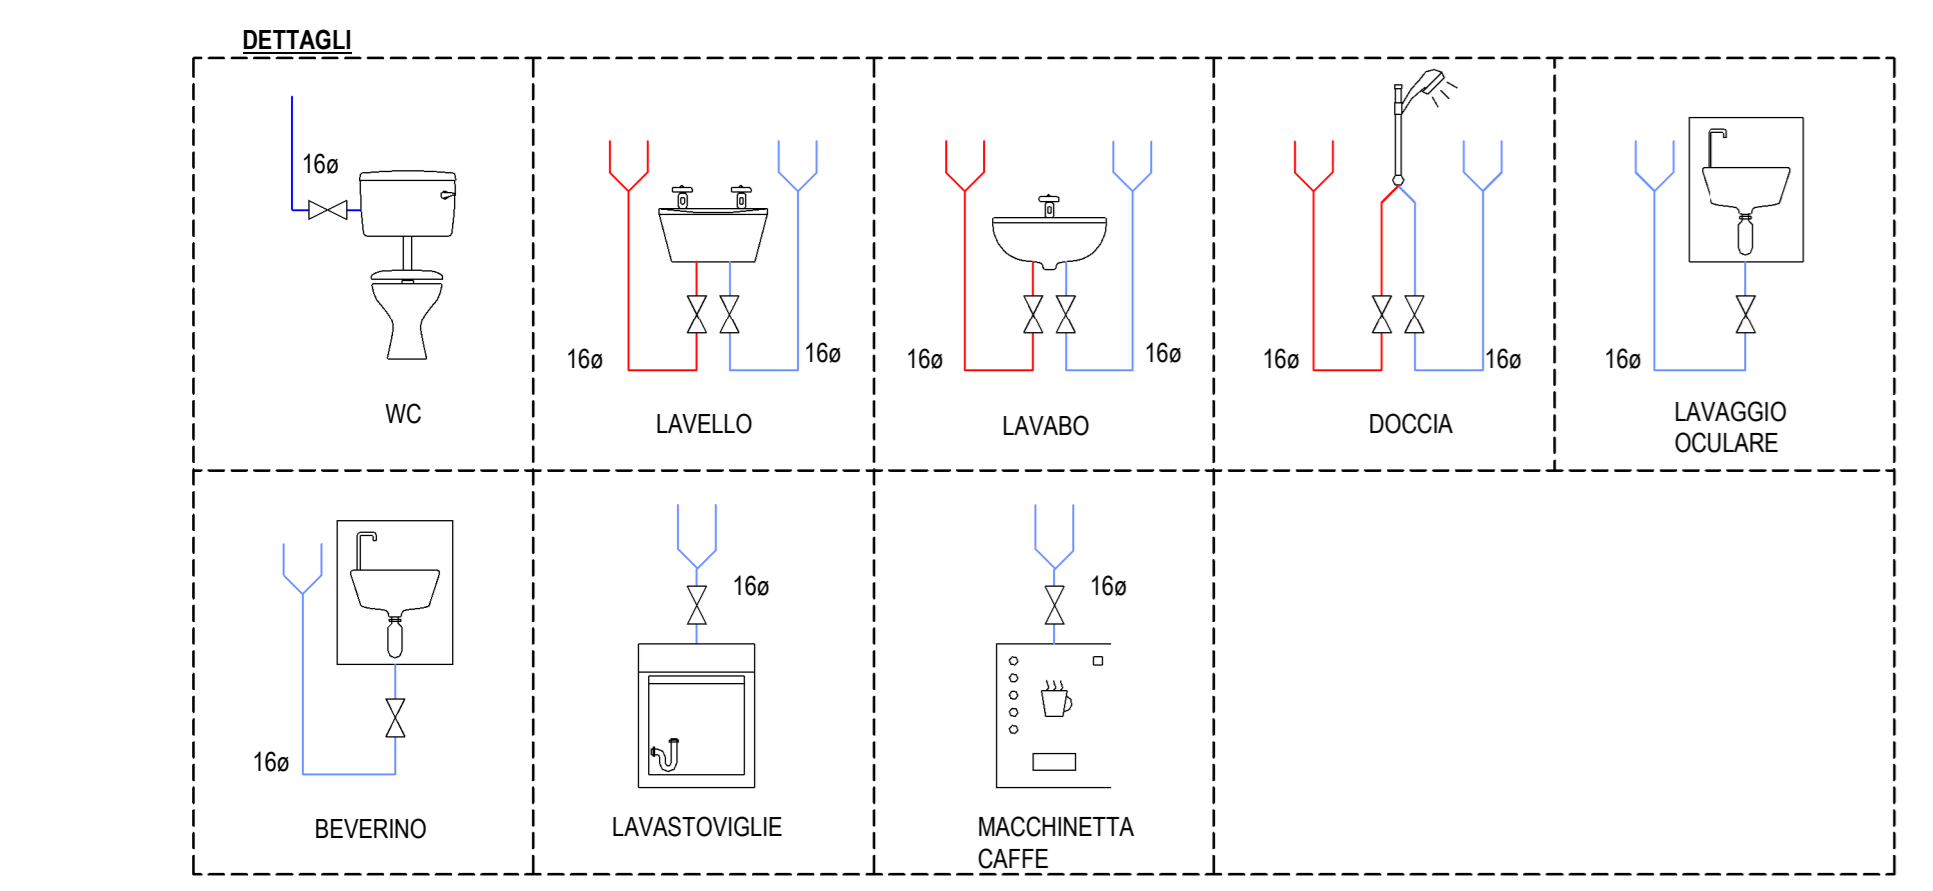 DETTAGLI
16ø
WC
16ø
16ø
LAVELLO
16ø
16ø
LAVABO
16ø
16ø
DOCCIA
16ø
LAVAGGIO
OCULARE
16ø
BEVERINO
16ø
LAVASTOVIGLIE
16ø
MACCHINETTA
CAFFE